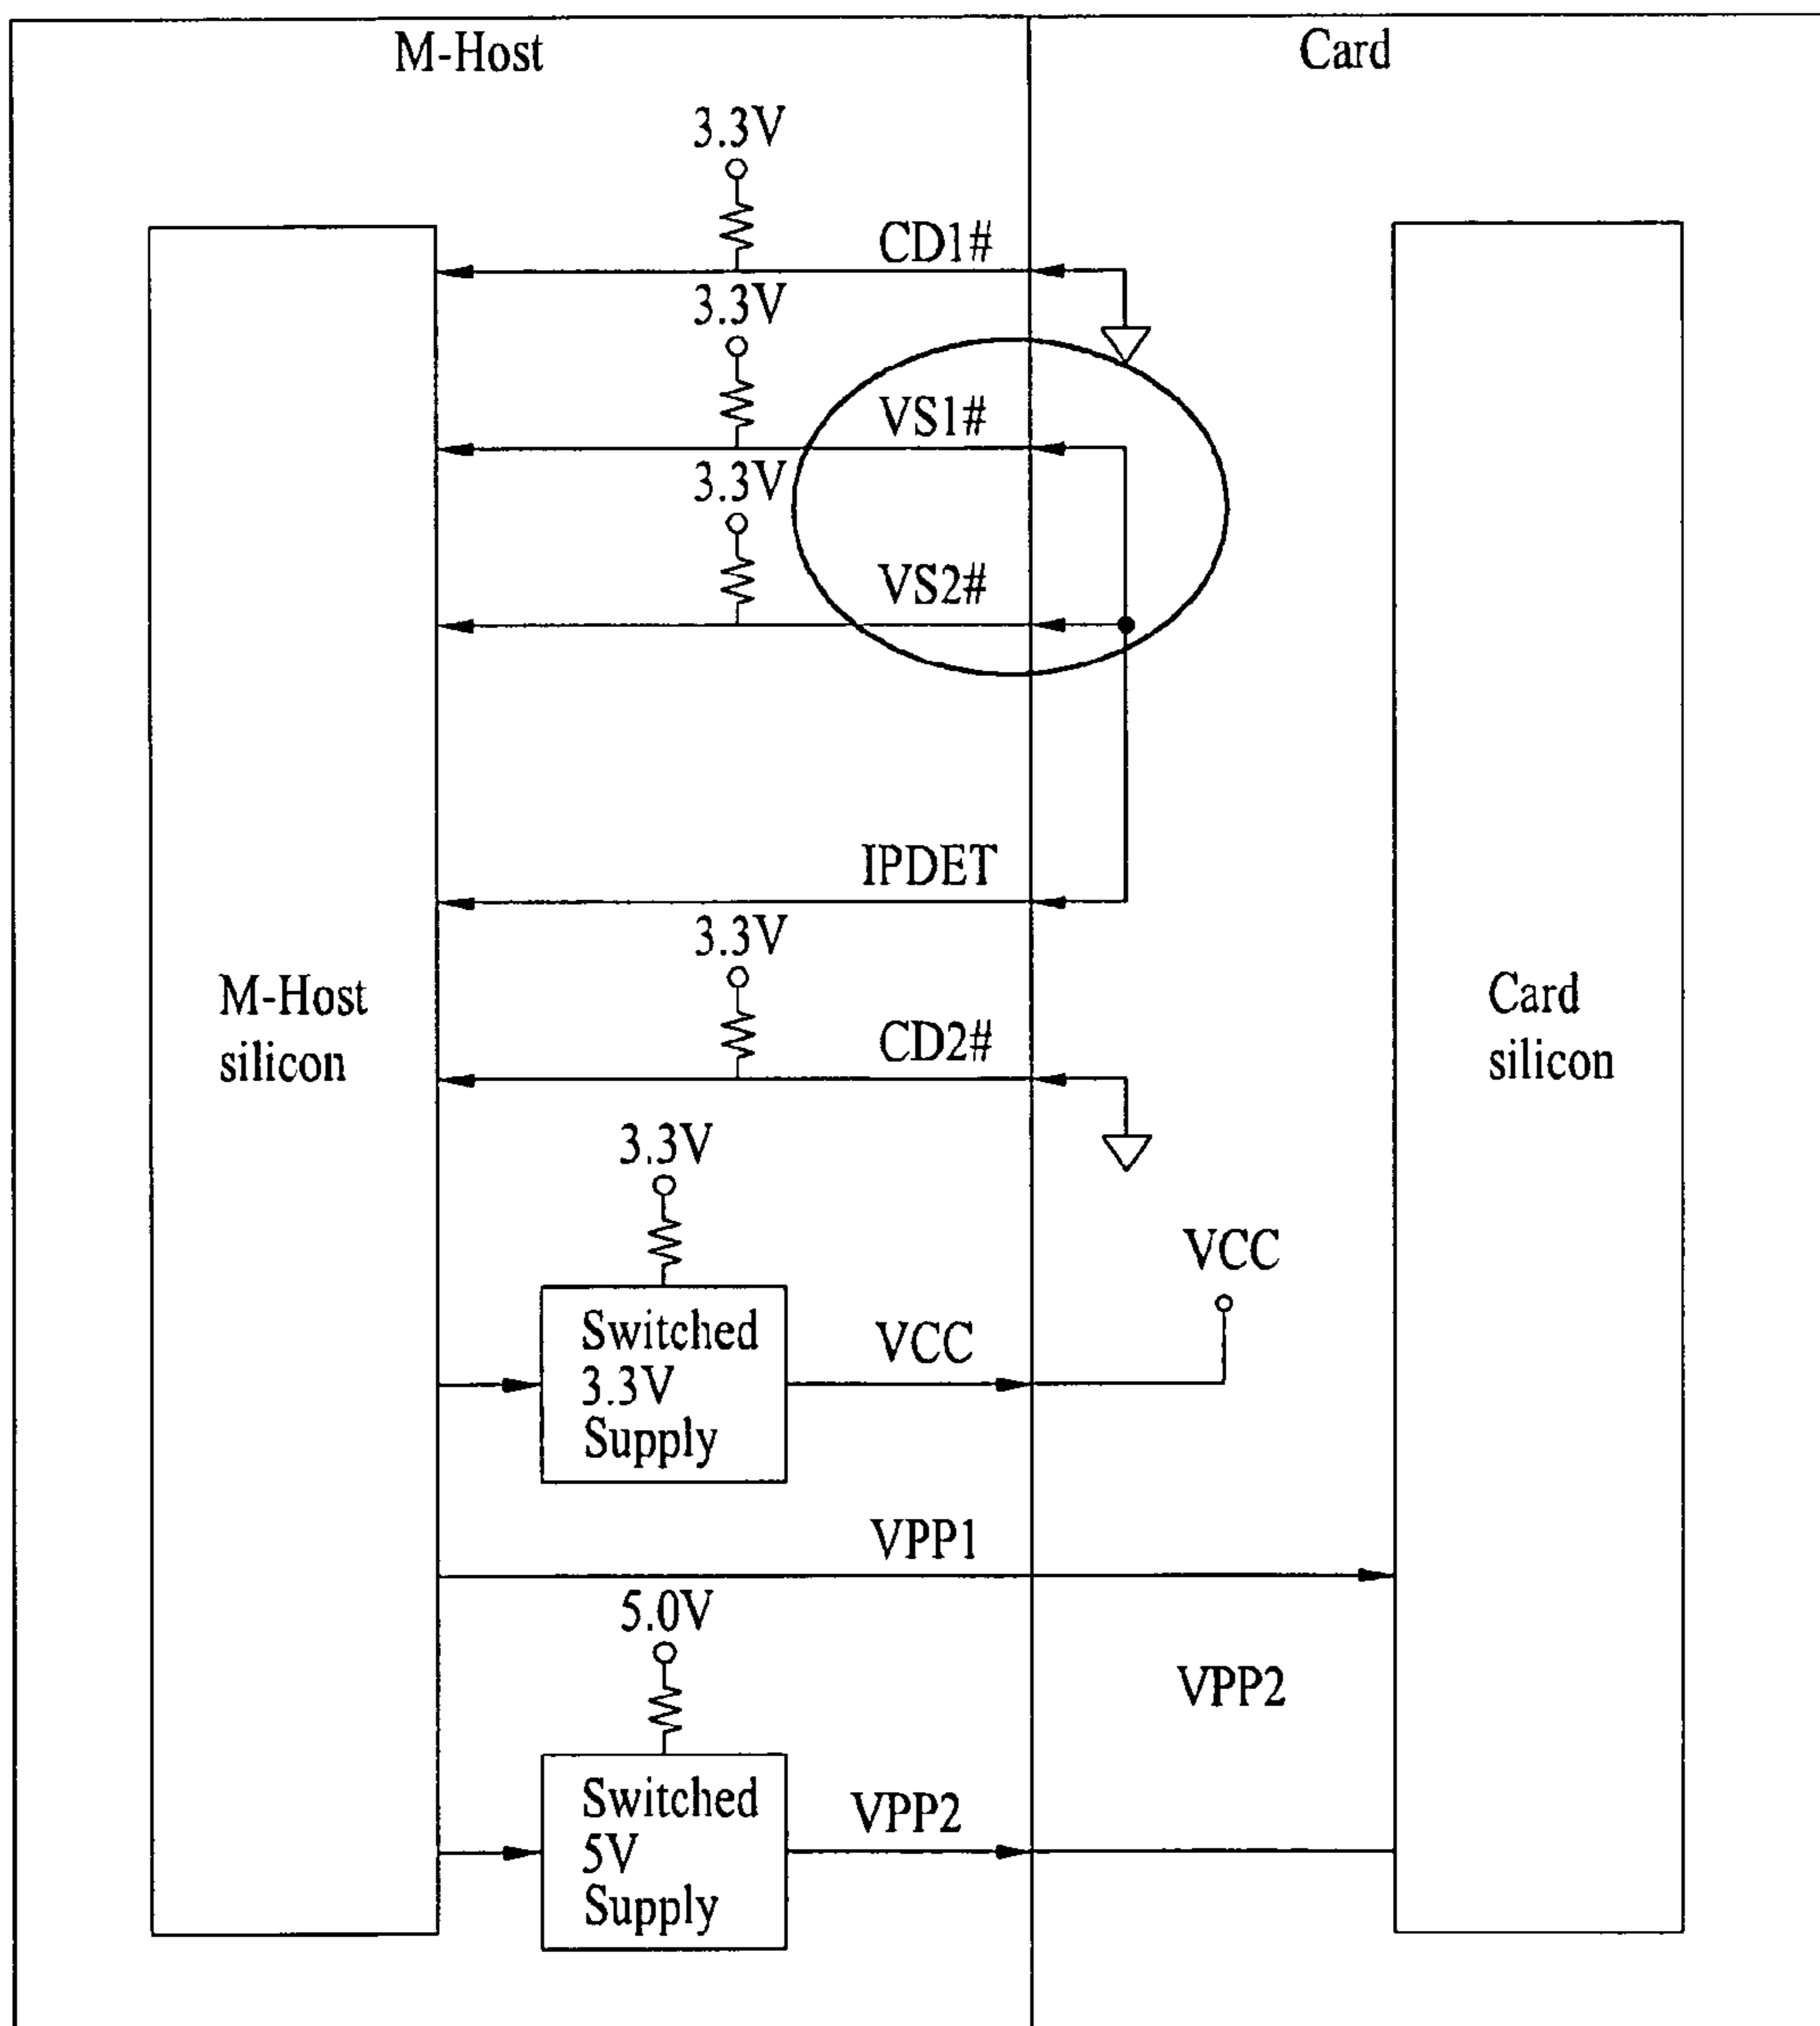 M-Host
Card
3.3V
CD1#
3.3V
VS1#
3.3V
VS2#
IPDET
3.3V
M-Host
silicon
CD2#
Card
silicon
3.3V
VCC
Switched
3.3V
Supply
VCC
VPP1
5.0V
VPP2
Switched
5V
Supply
VPP2